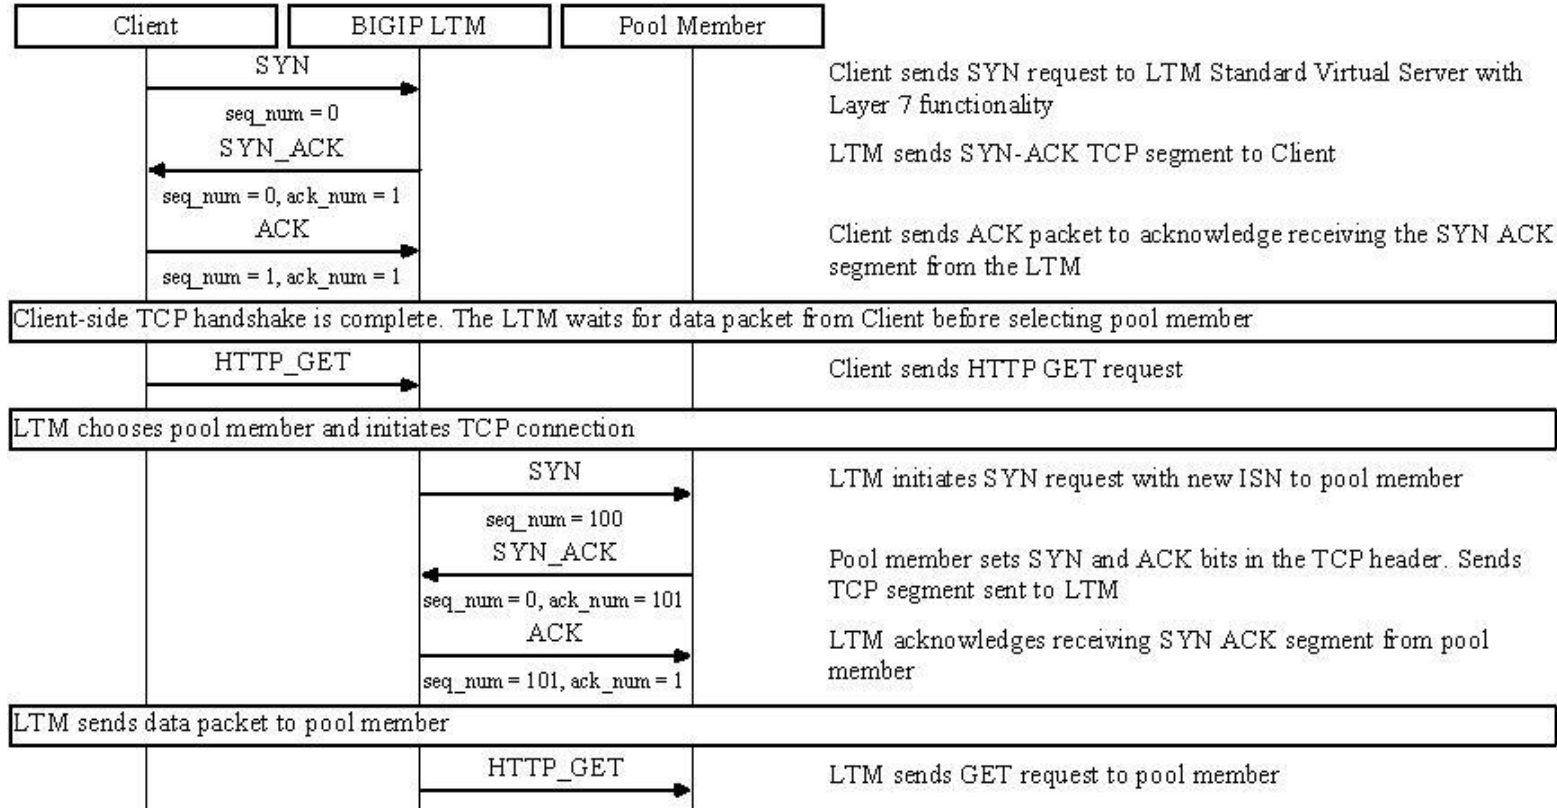 Client
BIGIP LTM
Pool Member
SYN
Client sends SYN request to LTM Standard Virtual Server with
Layer 7 functionality
seq_num = 0
SYN_ACK
LTM sends SYN-ACK TCP segment to Client
seq_num = 0, ack_num = 1
ACK
Client sends ACK packet to acknowledge receiving the SYN ACK
segment from the LTM
seq_num = 1, ack_num = 1
Client-side TCP handshake is complete. The LTM waits for data packet from Client before selecting pool member
HTTP_GET
Client sends HTTP GET request
LTM chooses pool member and initiates TCP connection
SYN
LTM initiates SYN request with new ISN to pool member
seq_num = 100
SYN_ACK
Pool member sets SYN and ACK bits in the TCP header. Sends
TCP segment sent to LTM
seq_num = 0, ack_num = 101
ACK
LTM acknowledges receiving SYN ACK segment from pool
member
seq_num = 101, ack_num = 1
LTM sends data packet to pool member
HTTP_GET
LTM sends GET request to pool member